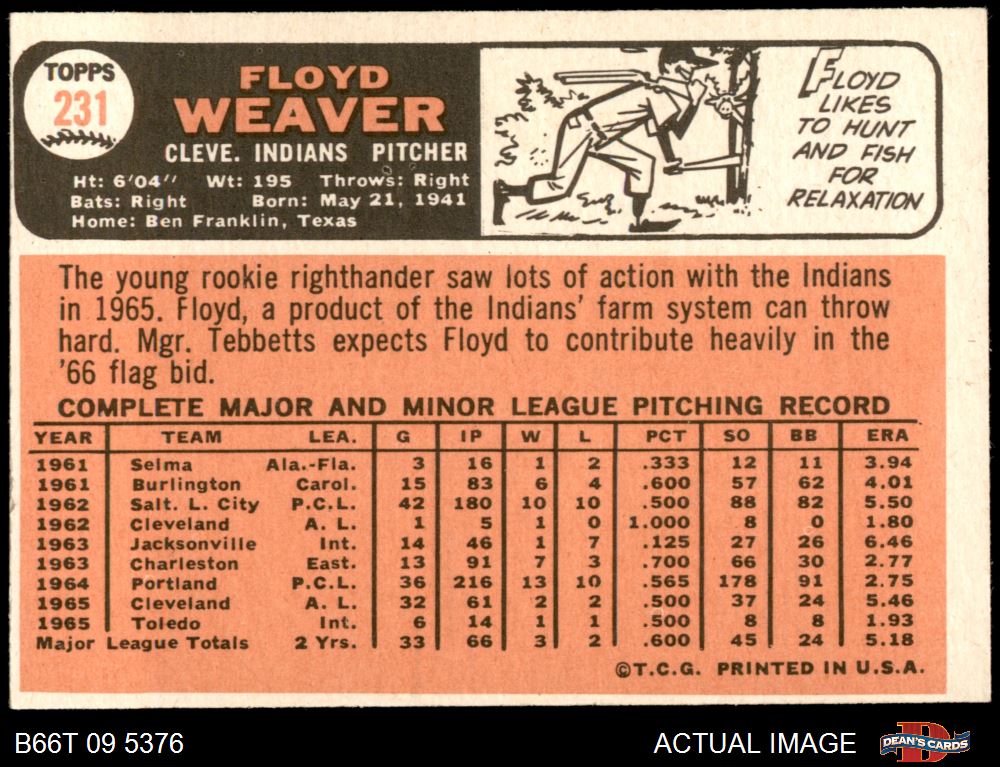 TOPPS
231
FLOYD
WEAVER
CLEVE. INDIANS PITCHER
Ht: 6'04" Wt: 195 Throws: Right
Bats: Right Born: May 21, 1941
Home: Ben Franklin, Texas
FLOYD
LIKES
TO HUNT
AND FISH
FOR
RELAXATION
The young rookie righthander saw lots of action with the Indians
in 1965. Floyd, a product of the Indians' farm system can throw
hard. Mgr. Tebbetts expects Floyd to contribute heavily in the
'66 flag bid.
COMPLETE MAJOR AND MINOR LEAGUE PITCHING RECORD
YEAR TEAM LEA. G IP W L PCT SO BB ERA
1961 Selma Ala.-Fla. 3 16 1 2 .333 12 11 3.94
1961 Burlington Carol. 15 83 6 4 .600 57 62 4.01
1962 Salt. L. City P.C.L. 42 180 10 10 .500 88 82 5.50
1962 Cleveland A. L. 1 5 1 0 1.000 8 0 1.80
1963 Jacksonville Int. 14 46 1 7 .125 27 26 6.46
1963 Charleston East. 13 91 7 3 .700 66 30 2.77
1964 Portland P.C.L. 36 216 13 10 .565 178 91 2.75
1965 Cleveland A. L. 32 61 2 2 .500 37 24 5.46
1965 Toledo Int. 6 14 1 1 .500 8 8 1.93
Major League Totals 2 Yrs. 33 66 3 2 .600 45 24 5.18
©T.C.G. PRINTED IN U.S.A.
B66T 09 5376 ACTUAL IMAGE
D
DEAN'S CARDS